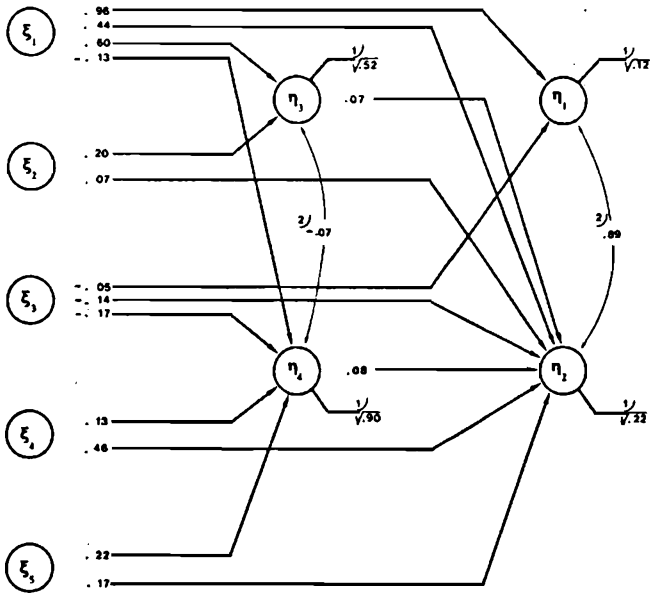 .96
ξ1 .44
.60
-.13
1) √.52
1) √.12
η3 .07
η1
.20
ξ2 .07
2) -.07
2) .89
-.05
ξ3 -.14
-.17
η4 .08
η2
1) √.90
1) √.22
.13
ξ4 .46
.22
ξ5 .17